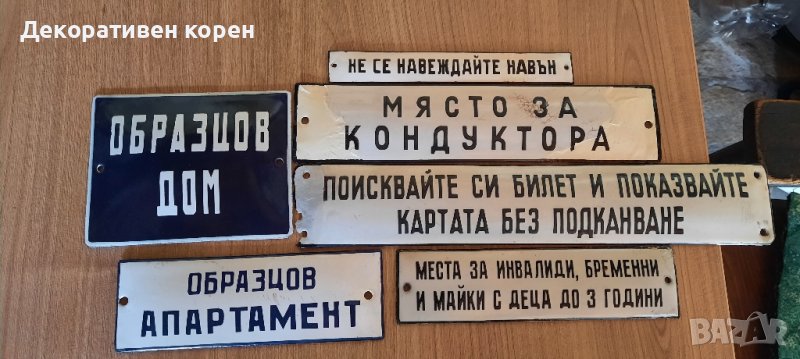 Декоративен корен
НЕ СЕ НАВЕЖДАЙТЕ НАВЪН
МЯСТО ЗА
КОНДУКТОРА
ОБРАЗЦОВ
ДОМ
ПОИСКВАЙТЕ СИ БИЛЕТ И ПОКАЗВАЙТЕ
КАРТАТА БЕЗ ПОДКАНВАНЕ
ОБРАЗЦОВ
АПАРТАМЕНТ
МЕСТА ЗА ИНВАЛИДИ, БРЕМЕННИ
И МАЙКИ С ДЕЦА ДО 3 ГОДИНИ
BAZAR